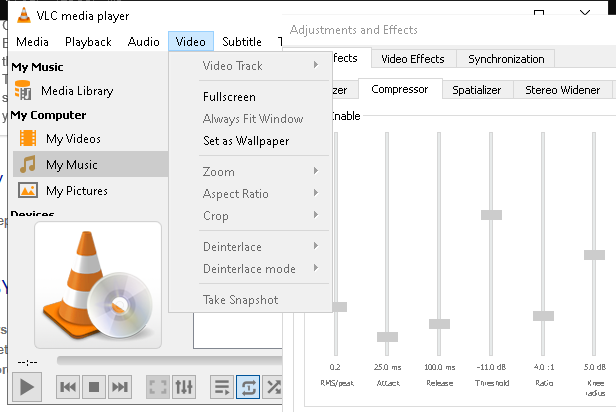 VLC media player
Adjustments and Effects
Media Playback Audio Video Subtitle T
Effects Video Effects Synchronization
My Music
Media Library
My Computer
My Videos
My Music
My Pictures
Devices
Video Track
Fullscreen
Always Fit Window
Set as Wallpaper
Zoom
Aspect Ratio
Crop
Deinterlace
Deinterlace mode
Take Snapshot
zer Compressor Spatializer Stereo Widener
Enable
0.2 25.0 ms 100.0 ms -11.0 dB 4.0 :1 5.0 dB
RMS/peak Attack Release Threshold Ratio Knee
radius
--:--